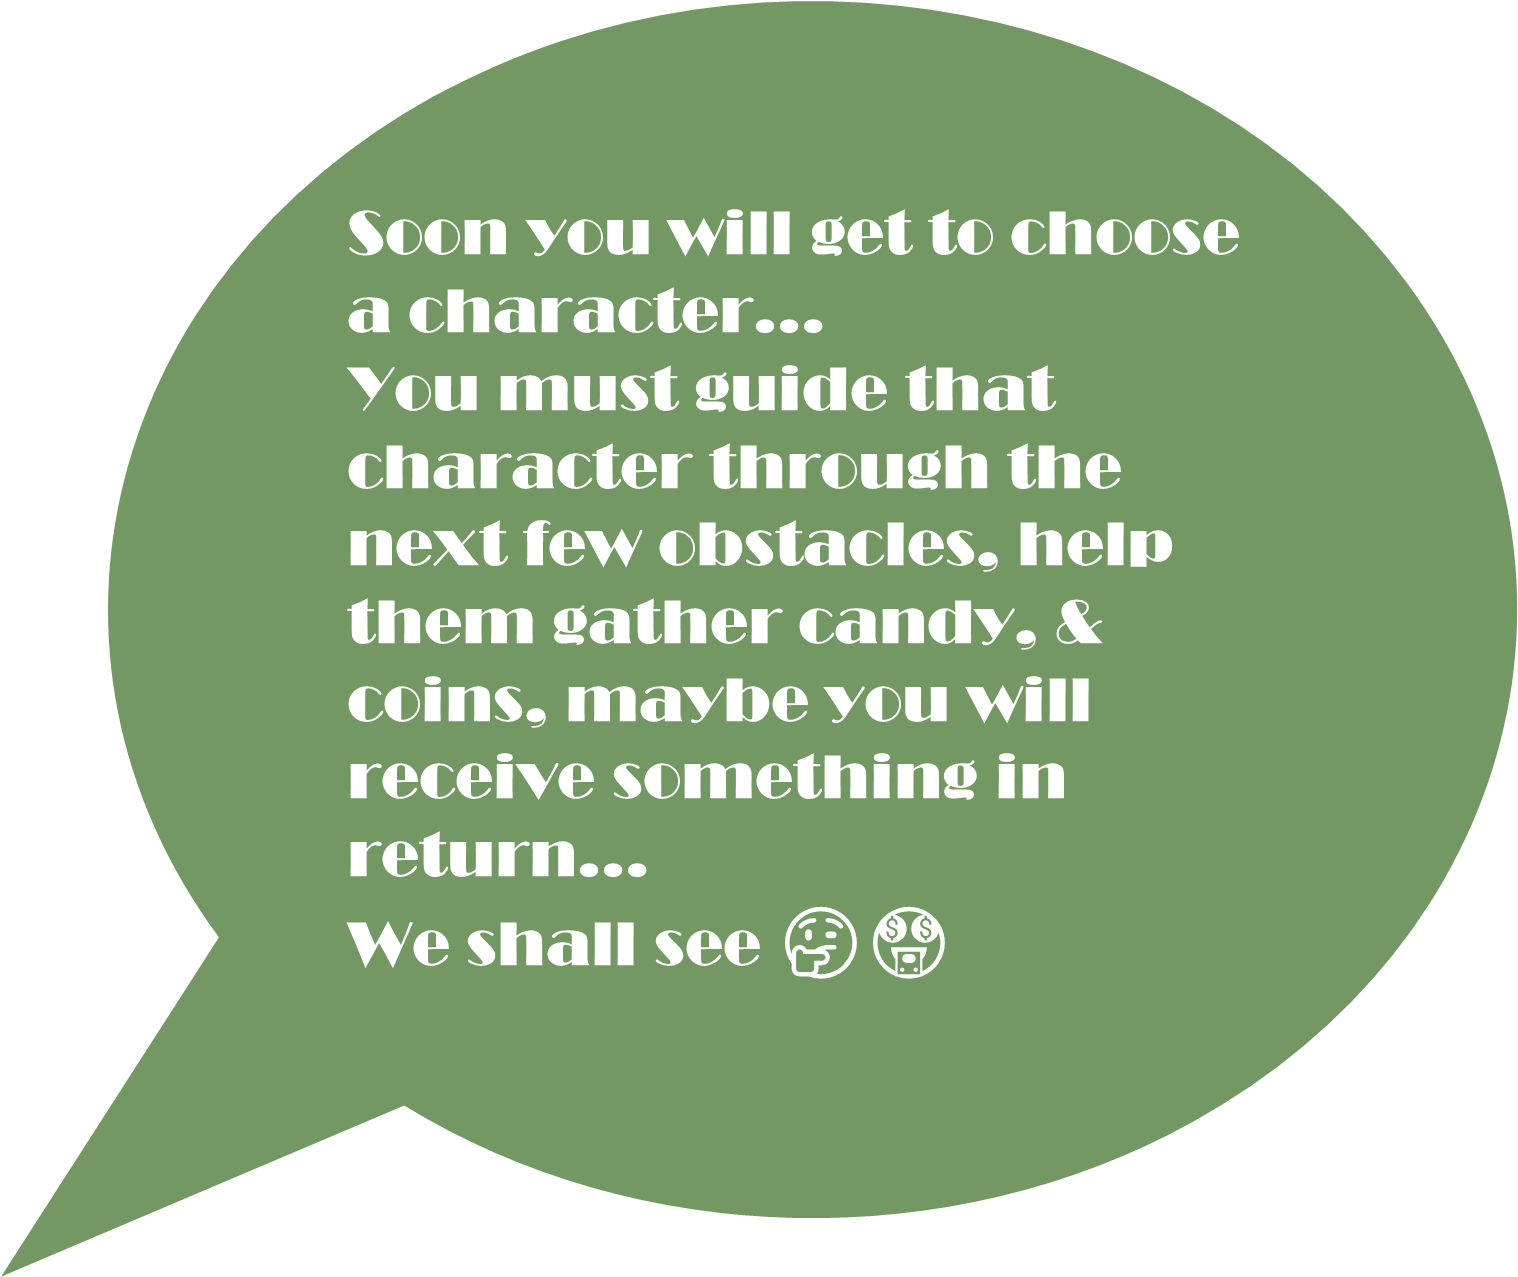 Soon you will get to choose
a character...
You must guide that
character through the
next few obstacles, help
them gather candy, &
coins, maybe you will
receive something in
return...
We shall see 🤔🤑